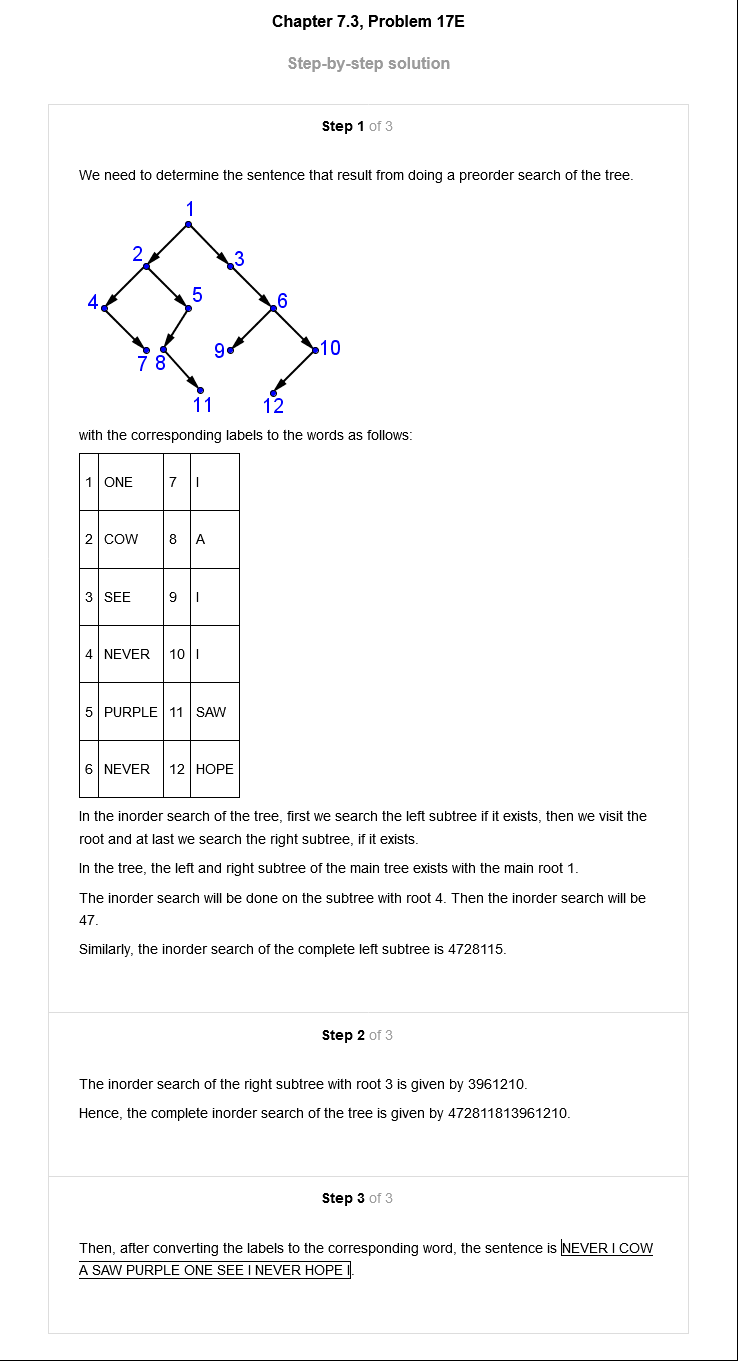 Chapter 7.3, Problem 17E
Step-by-step solution
Step 1 of 3
We need to determine the sentence that result from doing a preorder search of the tree.
1
2
3
4
5
6
7 8
9
10
11
12
with the corresponding labels to the words as follows:
1 ONE 7 I
2 COW 8 A
3 SEE 9 I
4 NEVER 10 I
5 PURPLE 11 SAW
6 NEVER 12 HOPE
In the inorder search of the tree, first we search the left subtree if it exists, then we visit the
root and at last we search the right subtree, if it exists.
In the tree, the left and right subtree of the main tree exists with the main root 1.
The inorder search will be done on the subtree with root 4. Then the inorder search will be
47.
Similarly, the inorder search of the complete left subtree is 4728115.
Step 2 of 3
The inorder search of the right subtree with root 3 is given by 3961210.
Hence, the complete inorder search of the tree is given by 472811813961210.
Step 3 of 3
Then, after converting the labels to the corresponding word, the sentence is NEVER I COW
A SAW PURPLE ONE SEE I NEVER HOPE I.